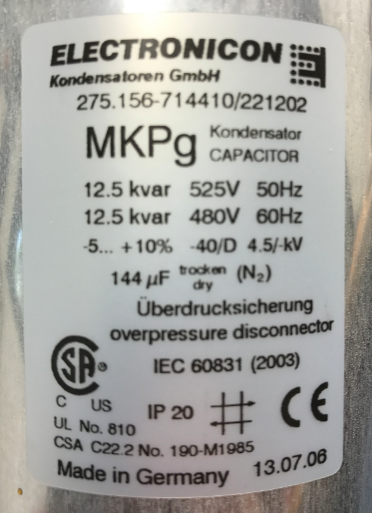 ELECTRONICON
Kondensatoren GmbH
275.156-714410/221202
MKPg Kondensator CAPACITOR
12.5 kvar 525V 50Hz
12.5 kvar 480V 60Hz
-5... +10% -40/D 4.5/-kV
144 µF trocken dry (N₂)
Überdrucksicherung
overpressure disconnector
SA ® IEC 60831 (2003)
C US IP 20 CE
UL No. 810
CSA C22.2 No. 190-M1985
Made in Germany 13.07.06